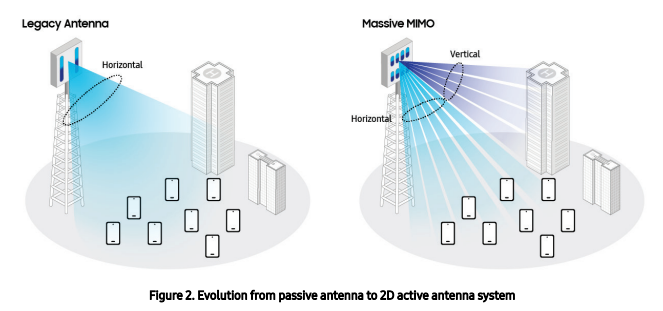 Legacy Antenna
Horizontal
Massive MIMO
Vertical
Horizontal
Figure 2. Evolution from passive antenna to 2D active antenna system